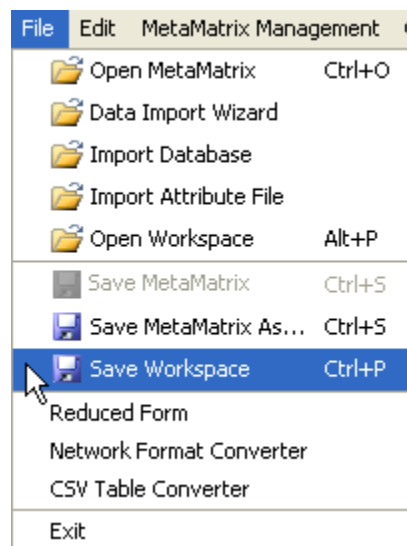 File Edit MetaMatrix Management
Open MetaMatrix Ctrl+O
Data Import Wizard
Import Database
Import Attribute File
Open Workspace Alt+P
Save MetaMatrix Ctrl+S
Save MetaMatrix As... Ctrl+S
Save Workspace Ctrl+P
Reduced Form
Network Format Converter
CSV Table Converter
Exit